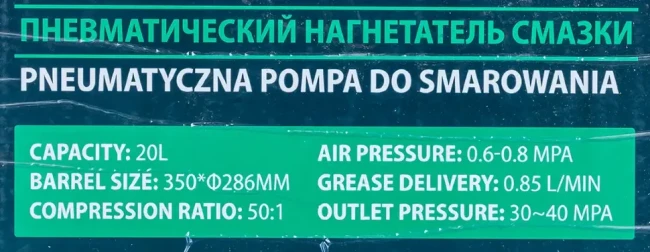 ПНЕВМАТИЧЕСКИЙ НАГНЕТАТЕЛЬ СМАЗКИ
PNEUMATYCZNA POMPA DO SMAROWANIA
CAPACITY: 20L
BARREL SIZE: 350*Φ286MM
COMPRESSION RATIO: 50:1
AIR PRESSURE: 0.6-0.8 MPA
GREASE DELIVERY: 0.85 L/MIN
OUTLET PRESSURE: 30~40 MPA